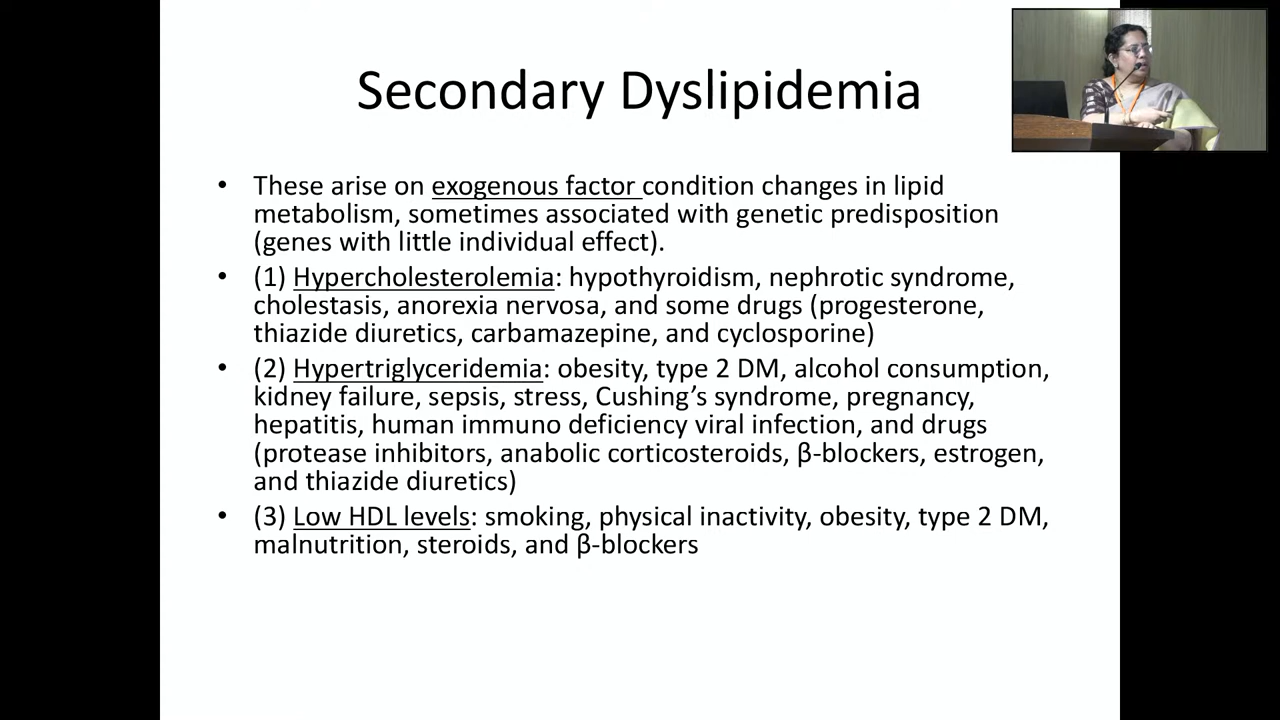 Secondary Dyslipidemia
• These arise on exogenous factor condition changes in lipid
metabolism, sometimes associated with genetic predisposition
(genes with little individual effect).
• (1) Hypercholesterolemia: hypothyroidism, nephrotic syndrome,
cholestasis, anorexia nervosa, and some drugs (progesterone,
thiazide diuretics, carbamazepine, and cyclosporine)
• (2) Hypertriglyceridemia: obesity, type 2 DM, alcohol consumption,
kidney failure, sepsis, stress, Cushing’s syndrome, pregnancy,
hepatitis, human immuno deficiency viral infection, and drugs
(protease inhibitors, anabolic corticosteroids, β-blockers, estrogen,
and thiazide diuretics)
• (3) Low HDL levels: smoking, physical inactivity, obesity, type 2 DM,
malnutrition, steroids, and β-blockers